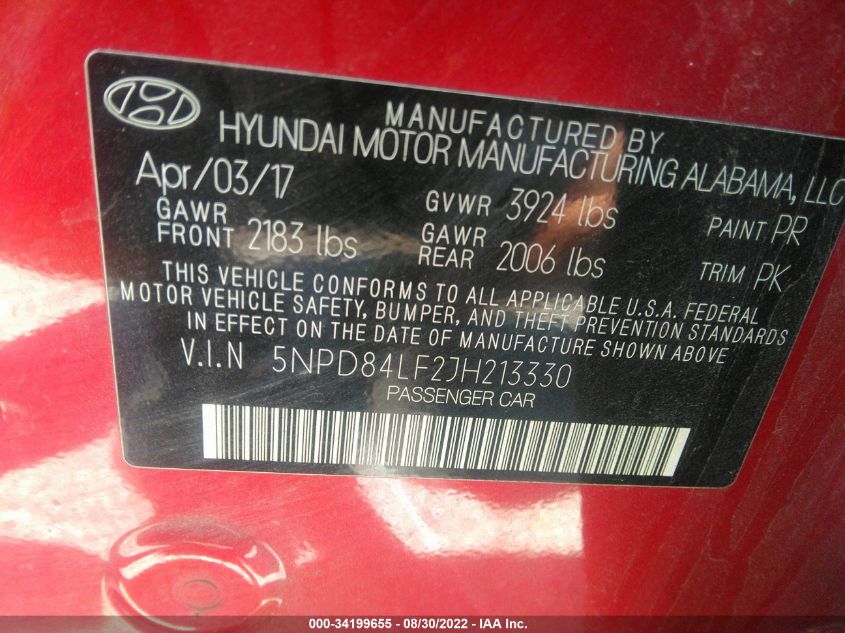 MANUFACTURED BY
HYUNDAI MOTOR MANUFACTURING ALABAMA, LLC
Apr/03/17 GVWR 3924 lbs PAINT PR
GAWR FRONT 2183 lbs GAWR REAR 2006 lbs TRIM PK
THIS VEHICLE CONFORMS TO ALL APPLICABLE U.S.A. FEDERAL
MOTOR VEHICLE SAFETY, BUMPER, AND THEFT PREVENTION STANDARDS
IN EFFECT ON THE DATE OF MANUFACTURE SHOWN ABOVE
V.I.N 5NPD84LF2JH213330
PASSENGER CAR
000-34199655 - 08/30/2022 - IAA Inc.